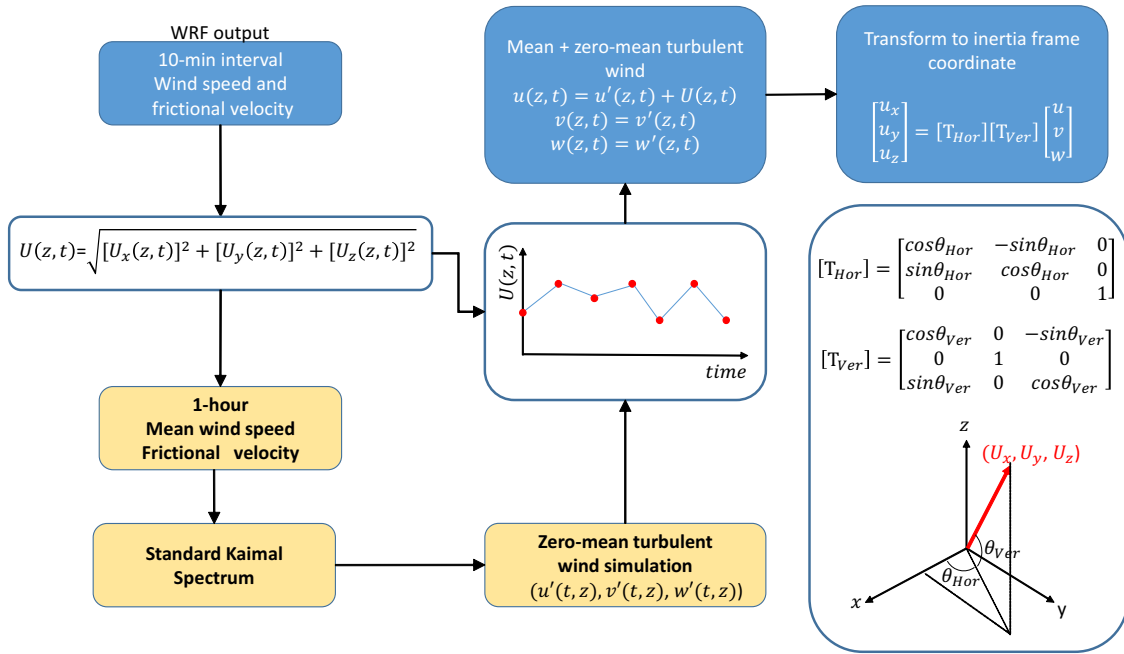 WRF output
10-min interval
Wind speed and
frictional velocity
U(z,t)=√([U_x(z,t)]² + [U_y(z,t)]² + [U_z(z,t)]²)
1-hour
Mean wind speed
Frictional velocity
Standard Kaimal
Spectrum
Zero-mean turbulent
wind simulation
(u′(t,z), v′(t,z), w′(t,z))
U(z,t)
time
Mean + zero-mean turbulent
wind
u(z,t) = u′(z,t) + U(z,t)
v(z,t) = v′(z,t)
w(z,t) = w′(z,t)
Transform to inertia frame
coordinate
[u_x; u_y; u_z] = [T_Hor][T_Ver] [u; v; w]
[T_Hor] = [cosθ_Hor −sinθ_Hor 0; sinθ_Hor cosθ_Hor 0; 0 0 1]
[T_Ver] = [cosθ_Ver 0 −sinθ_Ver; 0 1 0; sinθ_Ver 0 cosθ_Ver]
z
(U_x, U_y, U_z)
θ_Ver
θ_Hor
x
y